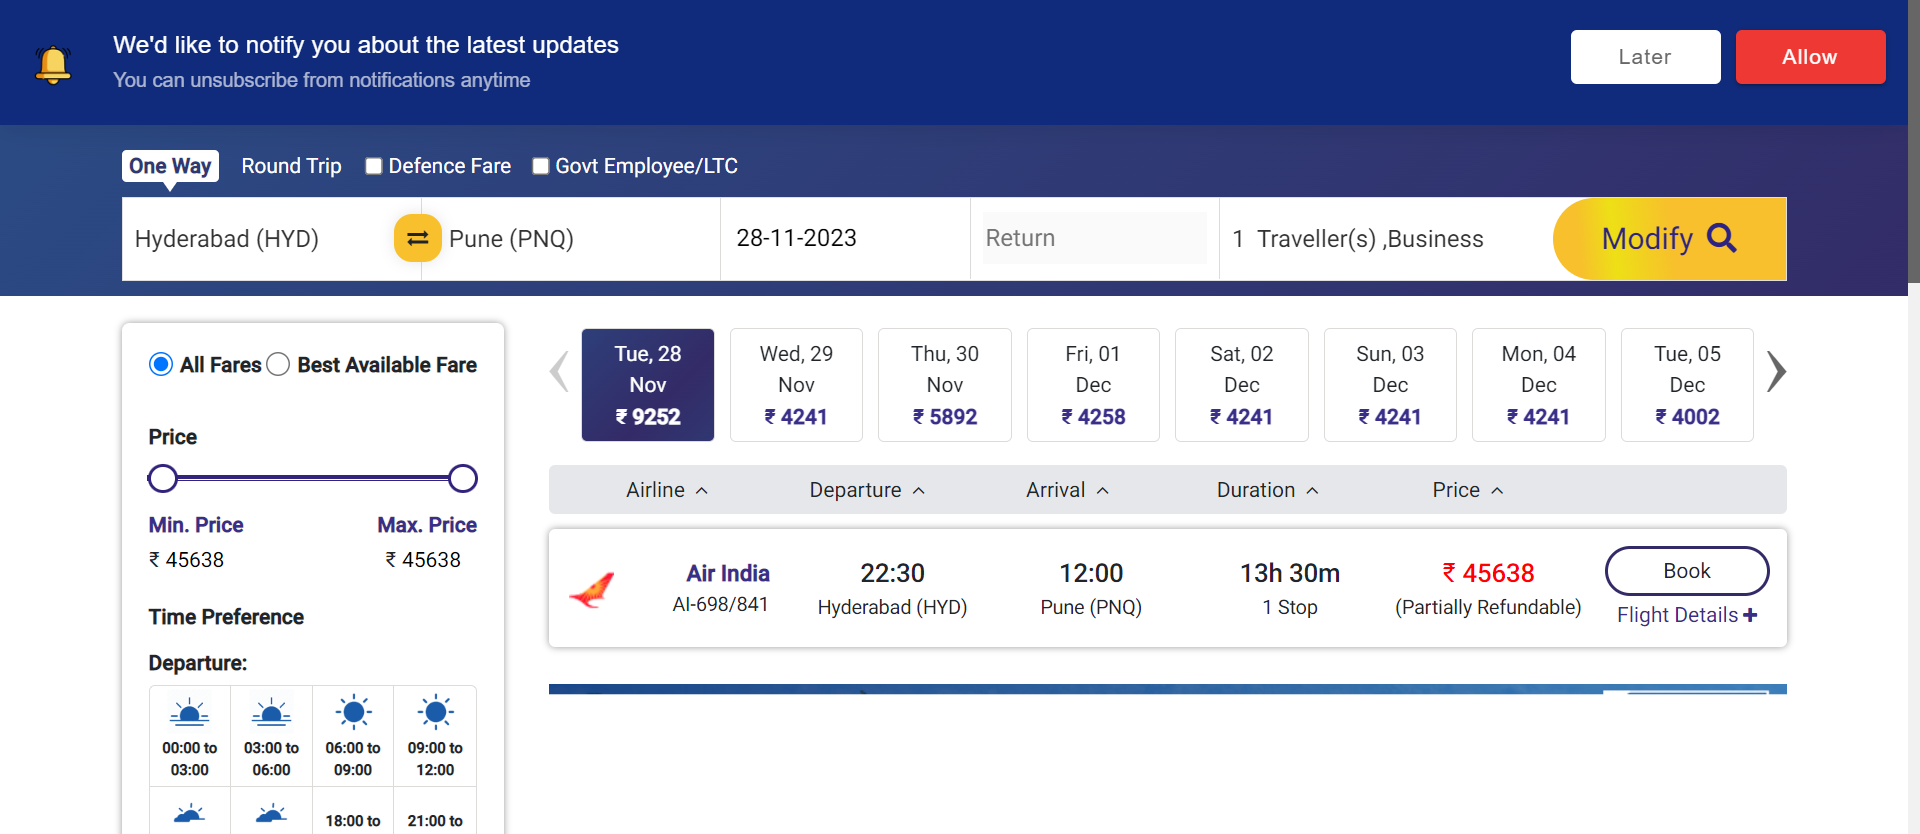 We'd like to notify you about the latest updates
You can unsubscribe from notifications anytime
Later
Allow
One Way
Round Trip
Defence Fare
Govt Employee/LTC
Hyderabad (HYD)
Pune (PNQ)
28-11-2023
Return
1 Traveller(s) ,Business
Modify
All Fares
Best Available Fare
Price
Min. Price
Max. Price
₹ 45638
₹ 45638
Time Preference
Departure:
00:00 to
03:00
03:00 to
06:00
06:00 to
09:00
09:00 to
12:00
18:00 to
21:00 to
Tue, 28
Nov
₹ 9252
Wed, 29
Nov
₹ 4241
Thu, 30
Nov
₹ 5892
Fri, 01
Dec
₹ 4258
Sat, 02
Dec
₹ 4241
Sun, 03
Dec
₹ 4241
Mon, 04
Dec
₹ 4241
Tue, 05
Dec
₹ 4002
Airline
Departure
Arrival
Duration
Price
Air India
AI-698/841
22:30
Hyderabad (HYD)
12:00
Pune (PNQ)
13h 30m
1 Stop
₹ 45638
(Partially Refundable)
Book
Flight Details +